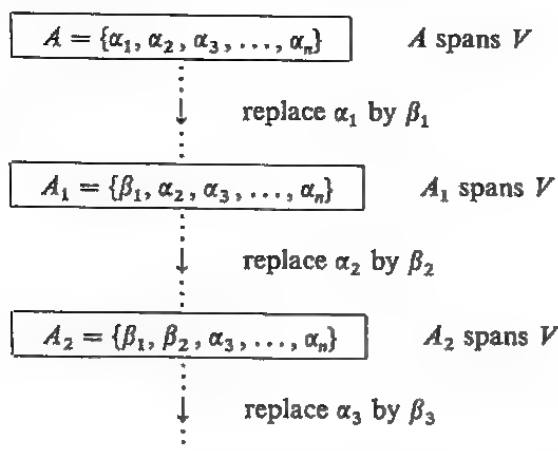 A = {α₁, α₂, α₃, . . . , αₙ} A spans V
replace α₁ by β₁
A₁ = {β₁, α₂, α₃, . . . , αₙ} A₁ spans V
replace α₂ by β₂
A₂ = {β₁, β₂, α₃, . . . , αₙ} A₂ spans V
replace α₃ by β₃